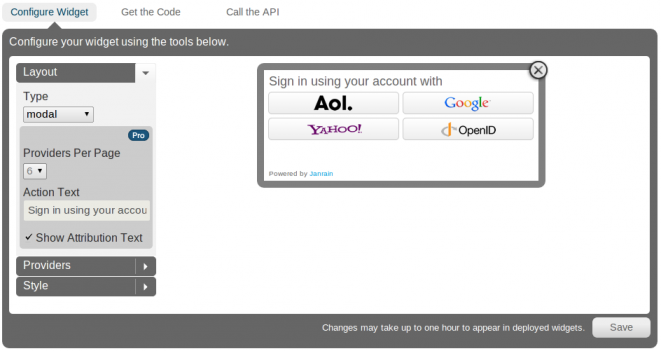 Configure Widget
Get the Code
Call the API
Configure your widget using the tools below.
Layout
Type
modal
Pro
Providers Per Page
6
Action Text
Sign in using your accou
Show Attribution Text
Providers
Style
Sign in using your account with
Aol.
Google
YAHOO!
OpenID
Powered by Janrain
Changes may take up to one hour to appear in deployed widgets.
Save